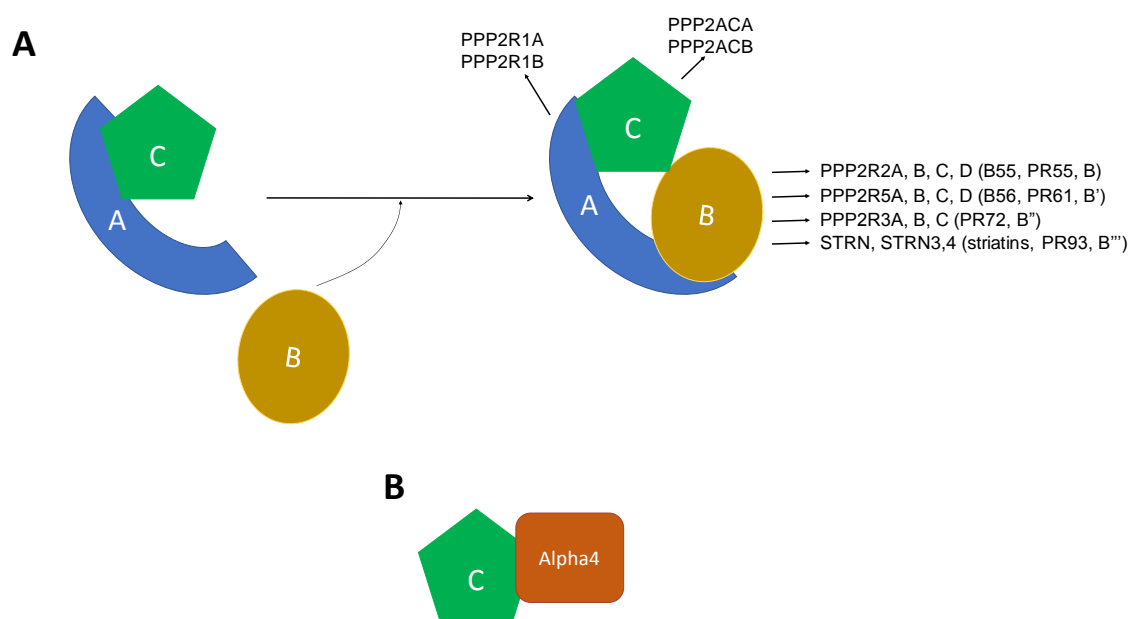 A
PPP2R1A
PPP2R1B
PPP2ACA
PPP2ACB
C
A
B
C
A
B
PPP2R2A, B, C, D (B55, PR55, B)
PPP2R5A, B, C, D (B56, PR61, B’)
PPP2R3A, B, C (PR72, B”)
STRN, STRN3,4 (striatins, PR93, B”’)
B
C
Alpha4